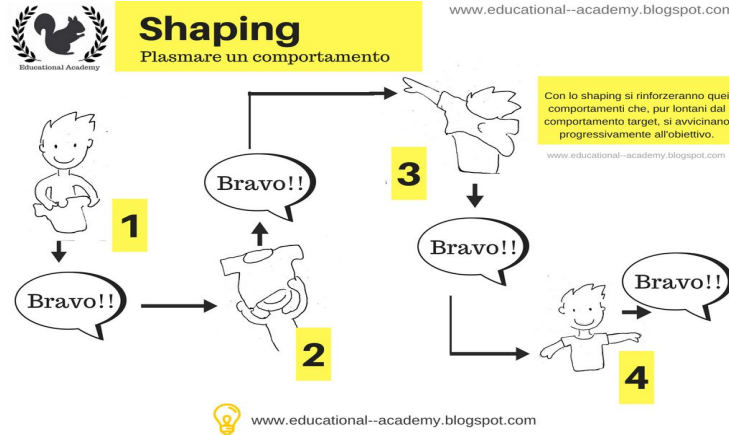 Educational Academy
Shaping
Plasmare un comportamento
www.educational--academy.blogspot.com
Con lo shaping si rinforzeranno quei
comportamenti che, pur lontani dal
comportamento target, si avvicinano
progressivamente all'obiettivo.
www.educational--academy.blogspot.com
1
Bravo!!
2
Bravo!!
3
Bravo!!
4
Bravo!!
www.educational--academy.blogspot.com